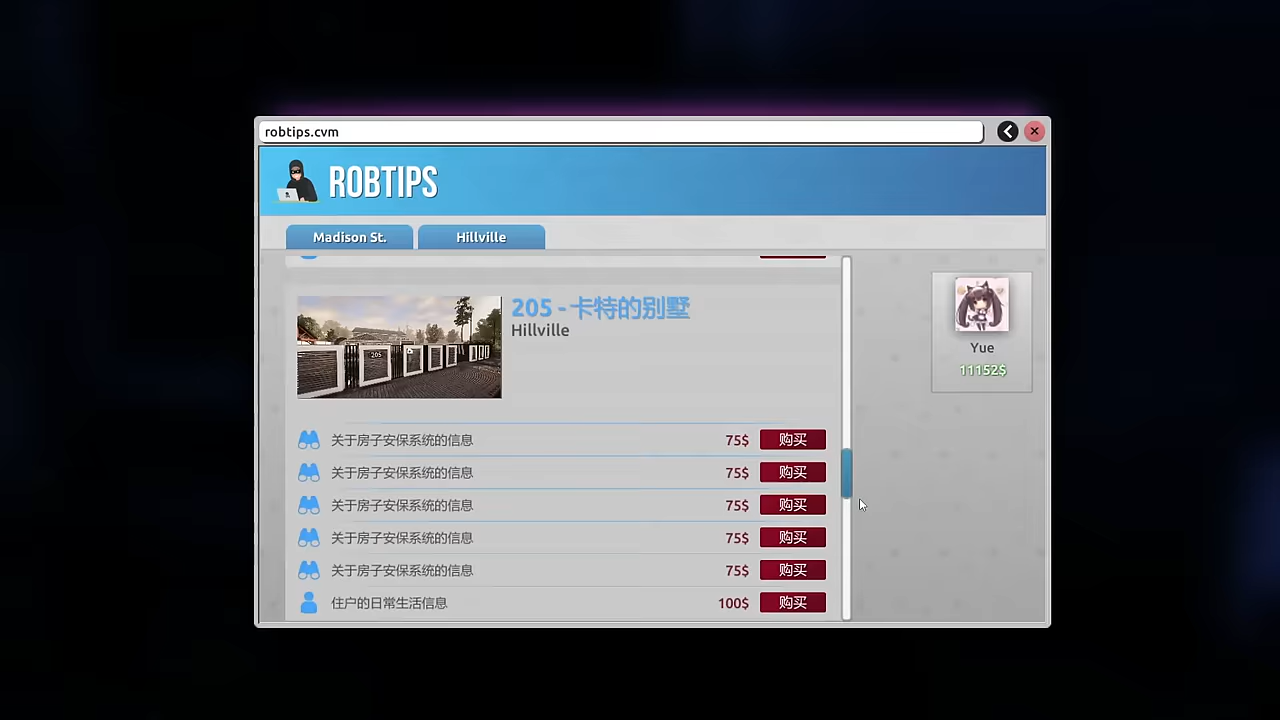 robtips.cvm
ROBTIPS
Madison St.
Hillville
205 - 卡特的别墅
Hillville
205
Yue
11152$
关于房子安保系统的信息 75$ 购买
关于房子安保系统的信息 75$ 购买
关于房子安保系统的信息 75$ 购买
关于房子安保系统的信息 75$ 购买
关于房子安保系统的信息 75$ 购买
住户的日常生活信息 100$ 购买